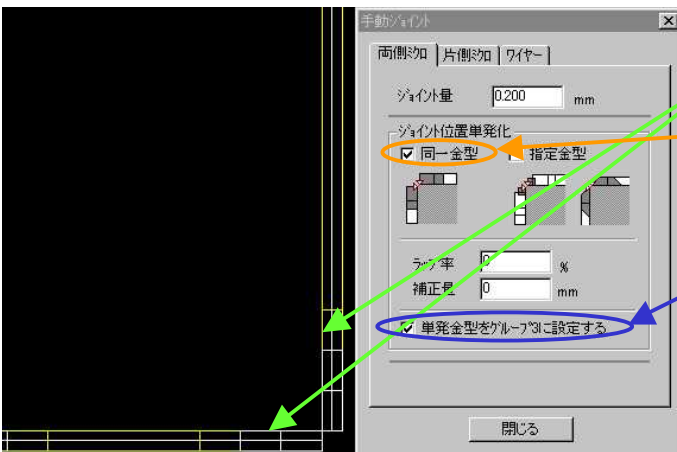 手動ｼﾞｮｲﾝﾄ
両側ﾐｸﾛ 片側ﾐｸﾛ ワイヤー
ｼﾞｮｲﾝﾄ量 0.200 mm
ｼﾞｮｲﾝﾄ位置単発化
同一金型 指定金型
ラップ率 0 %
補正量 0 mm
単発金型をｸﾞﾙｰﾌﾟ31に設定する
閉じる